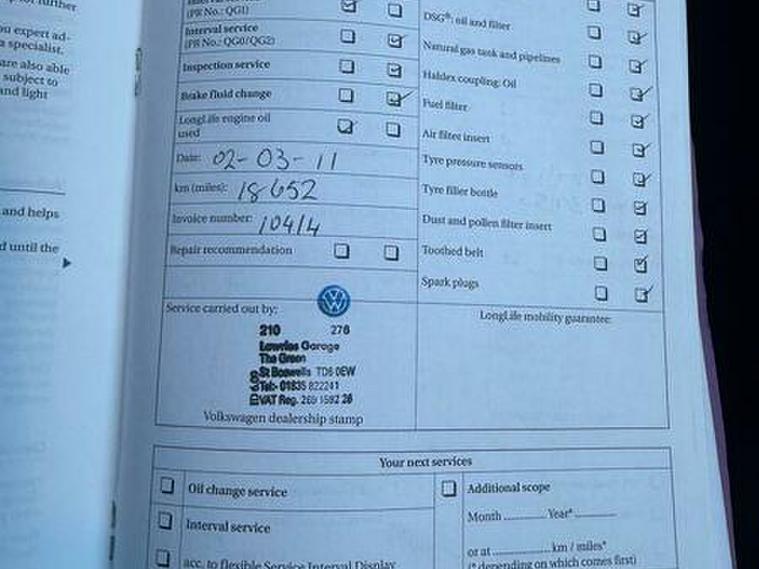 u expert ad-
a specialist.
are also able
subject to
and light
and helps
d until the
(PR No.: QG1)
Interval service
(PR No.: QG0/QG2)
Inspection service
Brake fluid change
LongLife engine oil
used
Date: 02-03-11
km (miles): 18652
Invoice number: 10414
Repair recommendation
DSG®: oil and filter
Natural gas tank and pipelines
Haldex coupling: Oil
Fuel filter
Air filter insert
Tyre pressure sensors
Tyre filler bottle
Dust and pollen filter insert
Toothed belt
Spark plugs
Service carried out by:
210 276
Lowries Garage
The Green
St Boswells TD6 0EW
Tel:- 01835 822241
VAT Reg. 269 1592 26
Volkswagen dealership stamp
LongLife mobility guarantee:
Your next services
Oil change service
Interval service
acc. to flexible Service Interval Display
Additional scope
Month Year*
or at km / miles*
(* depending on which comes first)